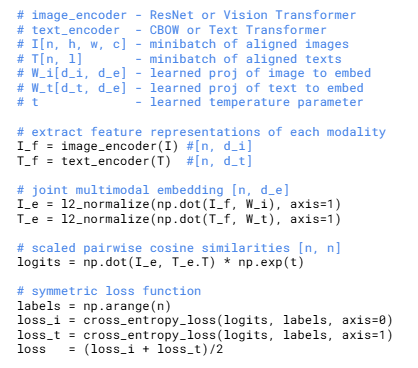 # image_encoder - ResNet or Vision Transformer
# text_encoder  - CBOW or Text Transformer
# I[n, h, w, c] - minibatch of aligned images
# T[n, l]       - minibatch of aligned texts
# W_i[d_i, d_e] - learned proj of image to embed
# W_t[d_t, d_e] - learned proj of text to embed
# t             - learned temperature parameter

# extract feature representations of each modality
I_f = image_encoder(I) #[n, d_i]
T_f = text_encoder(T)  #[n, d_t]

# joint multimodal embedding [n, d_e]
I_e = l2_normalize(np.dot(I_f, W_i), axis=1)
T_e = l2_normalize(np.dot(T_f, W_t), axis=1)

# scaled pairwise cosine similarities [n, n]
logits = np.dot(I_e, T_e.T) * np.exp(t)

# symmetric loss function
labels = np.arange(n)
loss_i = cross_entropy_loss(logits, labels, axis=0)
loss_t = cross_entropy_loss(logits, labels, axis=1)
loss   = (loss_i + loss_t)/2